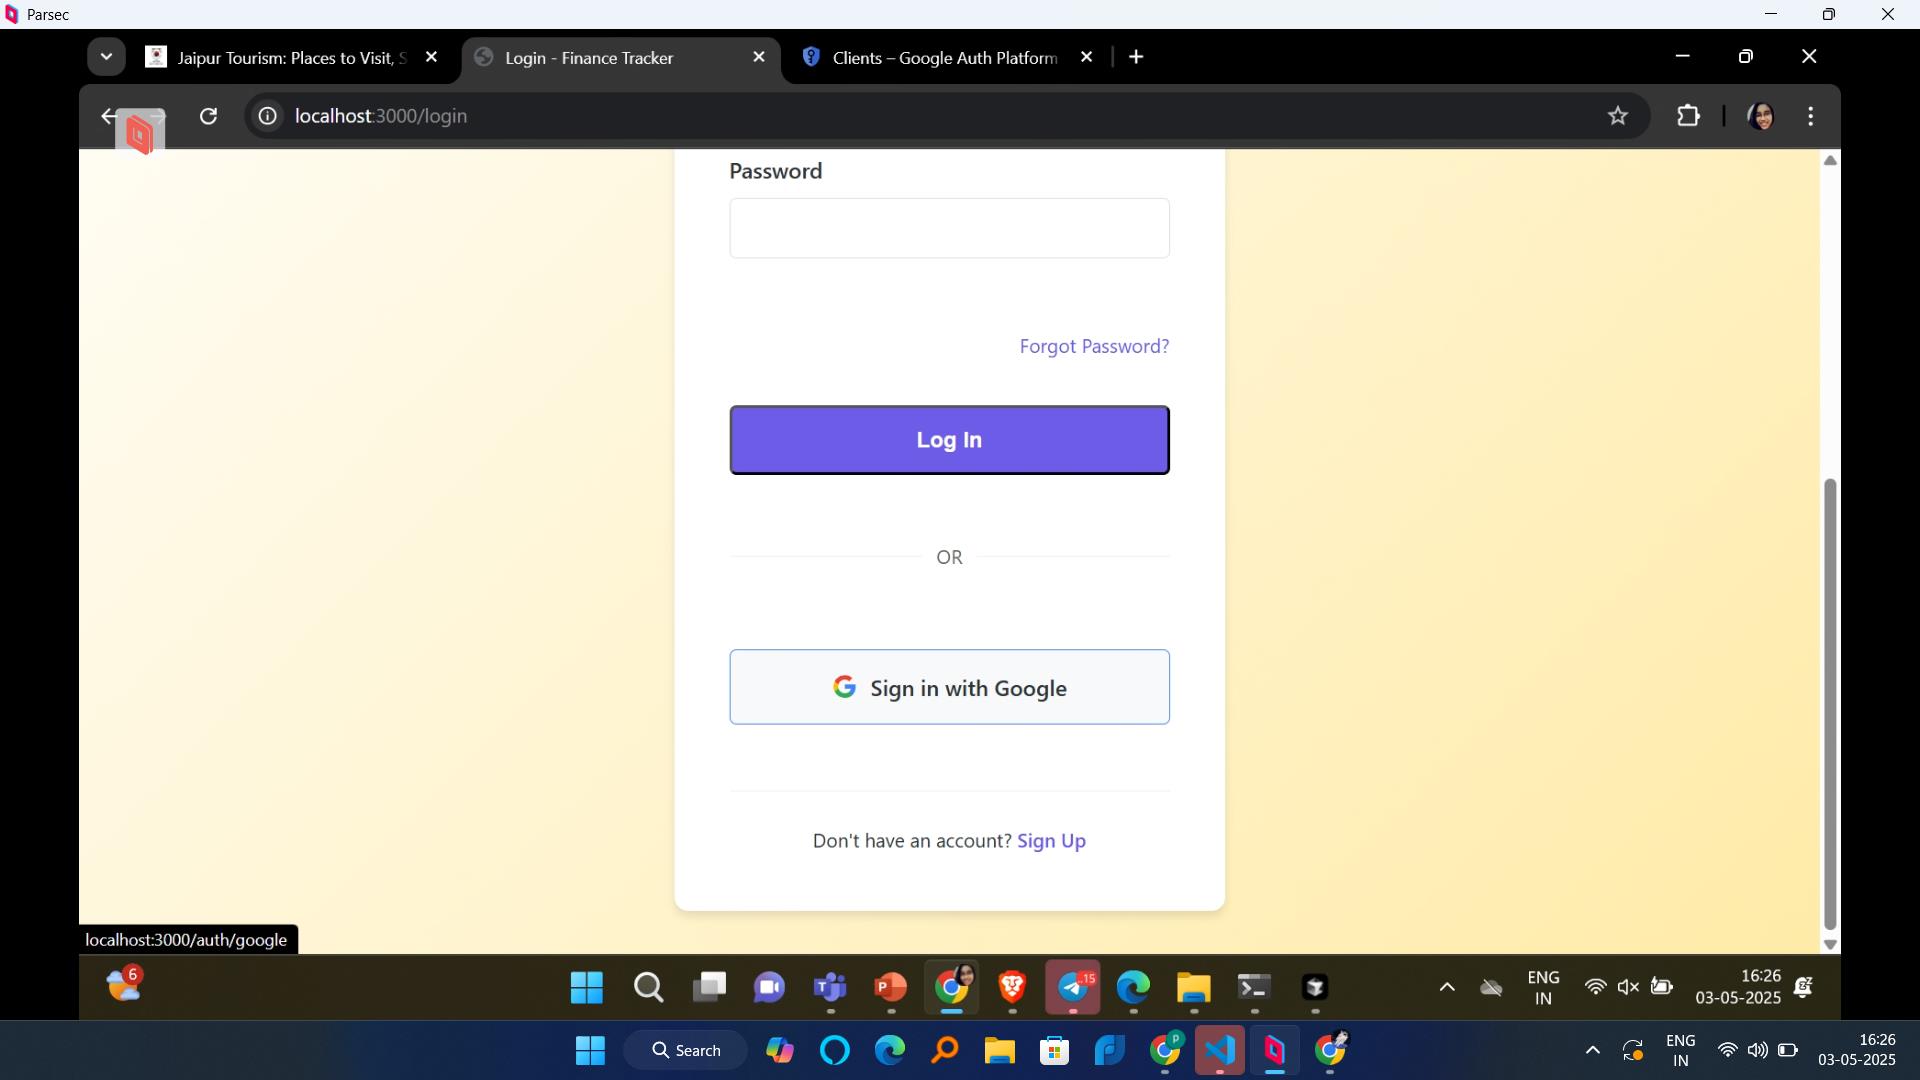 Parsec
Jaipur Tourism: Places to Visit, S
Login - Finance Tracker
Clients – Google Auth Platform
localhost:3000/login
Password
Forgot Password?
Log In
OR
Sign in with Google
Don't have an account? Sign Up
localhost:3000/auth/google
6
15
ENG
IN
16:26
03-05-2025
Search
P
ENG
IN
16:26
03-05-2025